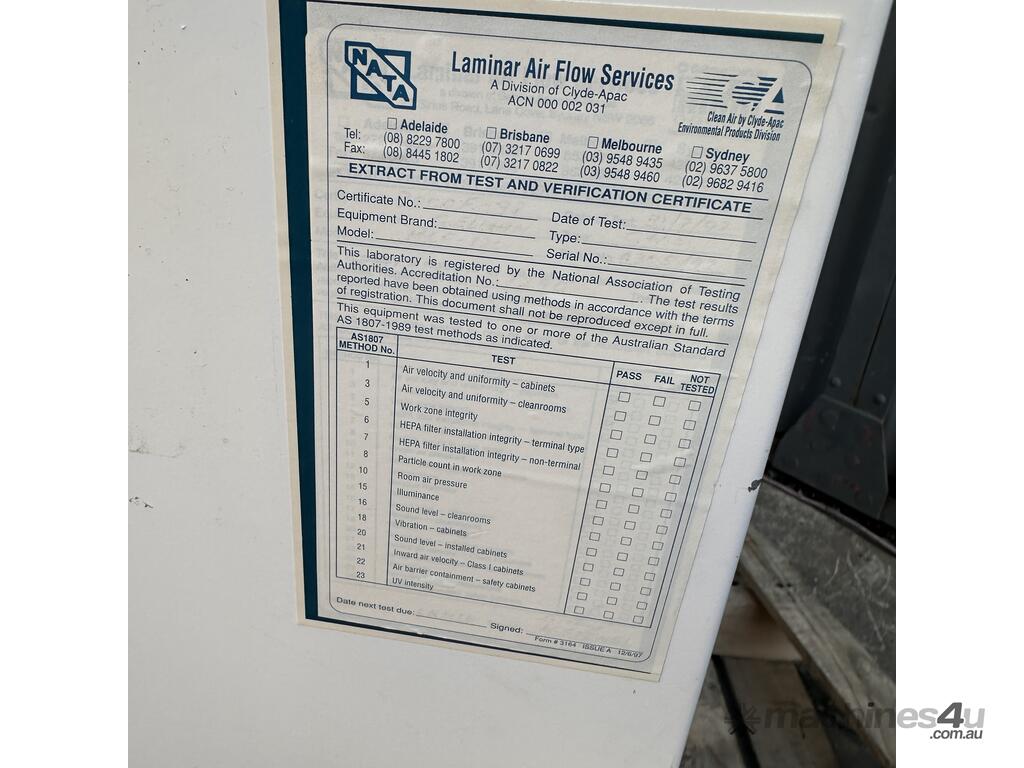 NATA
Laminar Air Flow Services
A Division of Clyde-Apac
ACN 000 002 031
CA
Clean Air by Clyde-Apac
Environmental Products Division
Adelaide Brisbane Melbourne Sydney
Tel: (08) 8229 7800 (07) 3217 0699 (03) 9548 9435 (02) 9637 5800
Fax: (08) 8445 1802 (07) 3217 0822 (03) 9548 9460 (02) 9682 9416
EXTRACT FROM TEST AND VERIFICATION CERTIFICATE
Certificate No.: Date of Test:
Equipment Brand: Type:
Model: Serial No.:
This laboratory is registered by the National Association of Testing
Authorities. Accreditation No.: . The test results
reported have been obtained using methods in accordance with the terms
of registration. This document shall not be reproduced except in full.
This equipment was tested to one or more of the Australian Standard
AS 1807-1989 test methods as indicated.
AS1807 METHOD No. TEST PASS FAIL NOT TESTED
1 Air velocity and uniformity – cabinets
3 Air velocity and uniformity – cleanrooms
5 Work zone integrity
6 HEPA filter installation integrity – terminal type
7 HEPA filter installation integrity – non-terminal
8 Particle count in work zone
10 Room air pressure
15 Illuminance
16 Sound level – cleanrooms
18 Vibration – cabinets
20 Sound level – installed cabinets
21 Inward air velocity – Class I cabinets
22 Air barrier containment – safety cabinets
23 UV intensity
Date next test due: Signed:
Form # 3164 ISSUE A 12/6/97
machines4u
.com.au